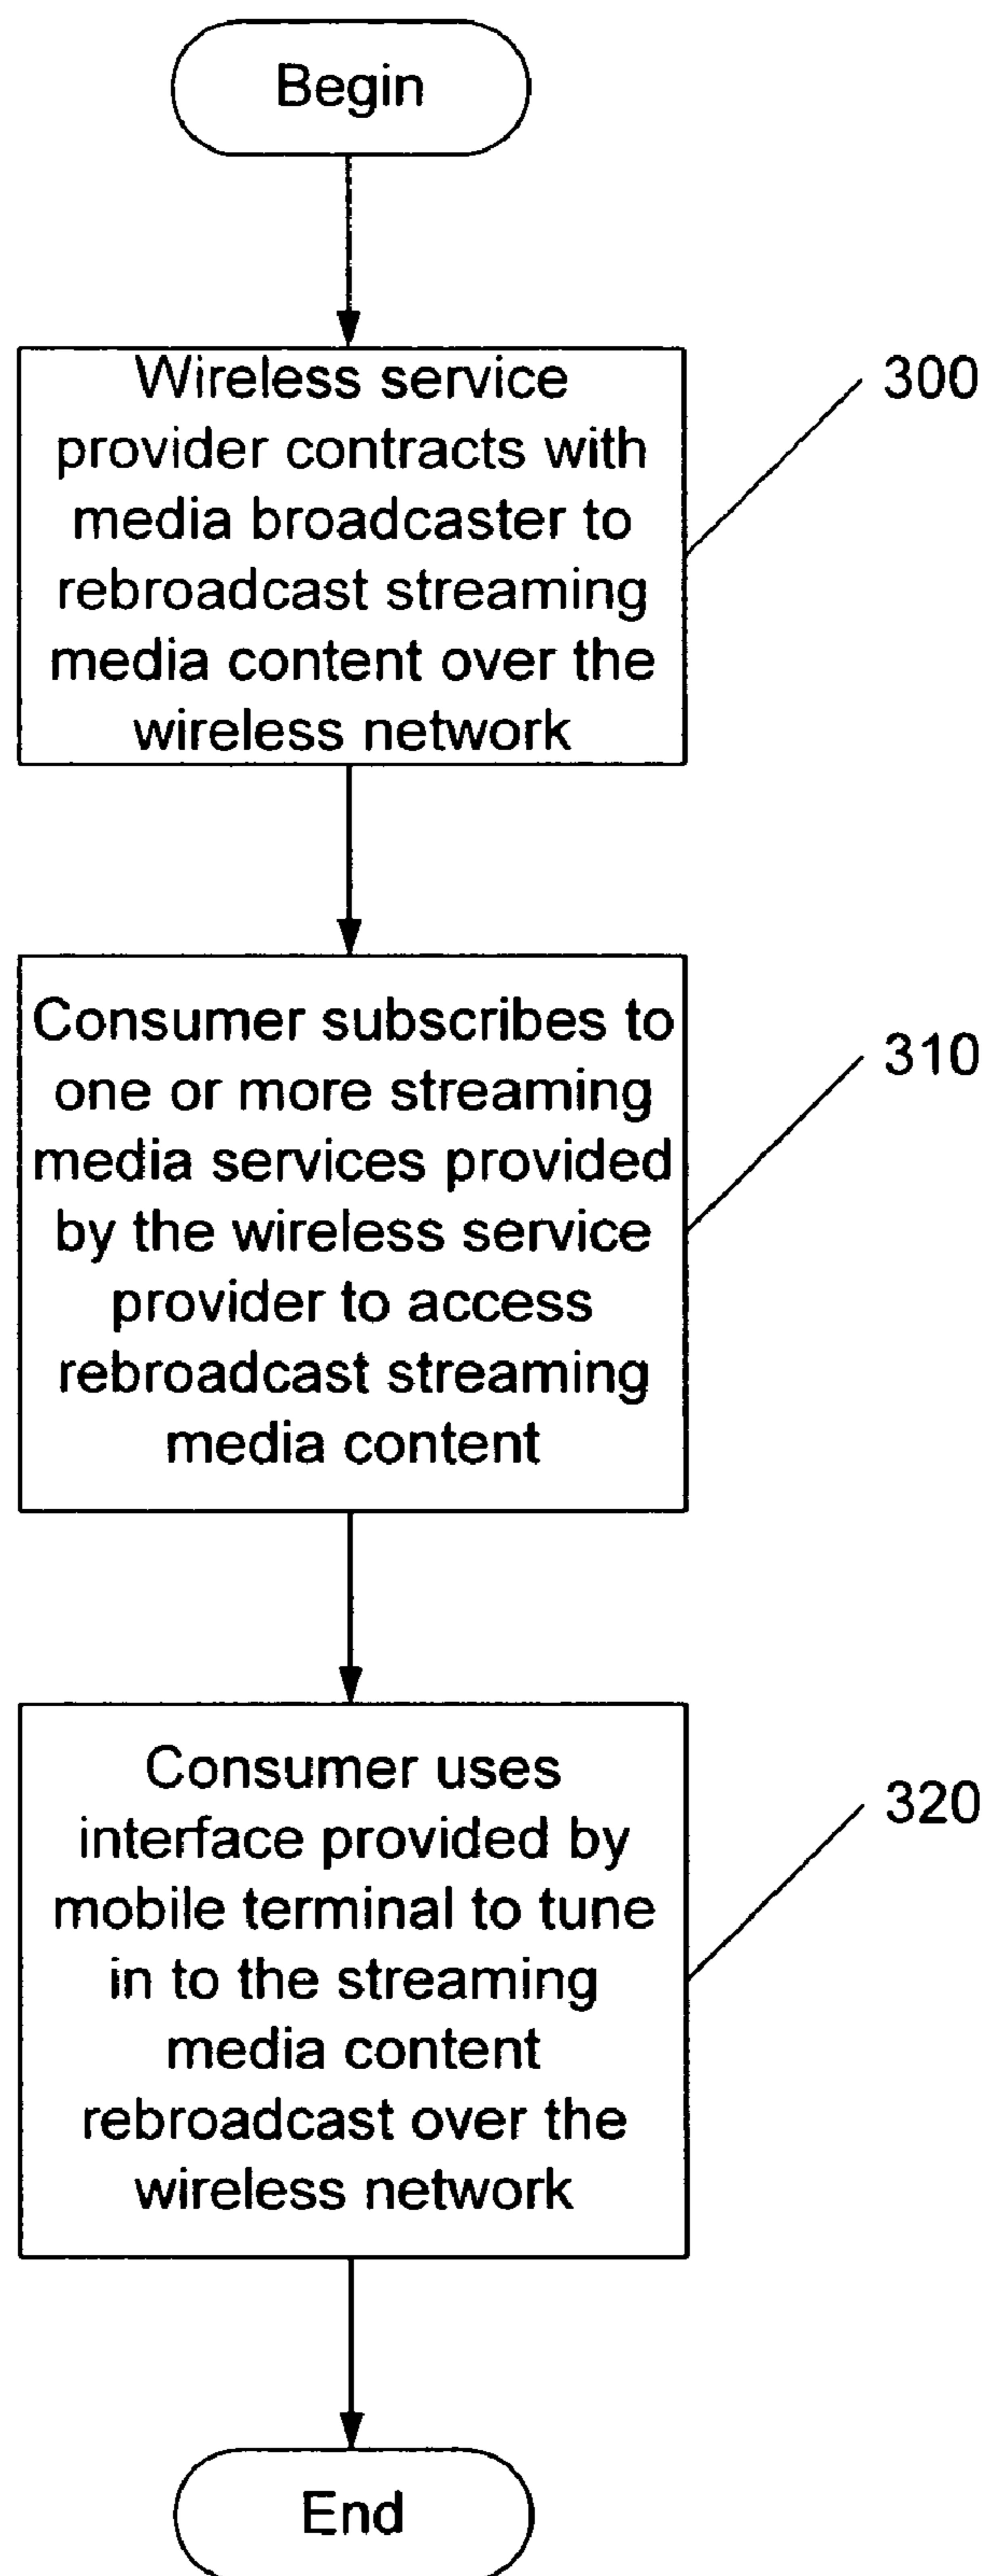 Begin
Wireless service
provider contracts with
media broadcaster to
rebroadcast streaming
media content over the
wireless network
300
Consumer subscribes to
one or more streaming
media services provided
by the wireless service
provider to access
rebroadcast streaming
media content
310
Consumer uses
interface provided by
mobile terminal to tune
in to the streaming
media content
rebroadcast over the
wireless network
320
End